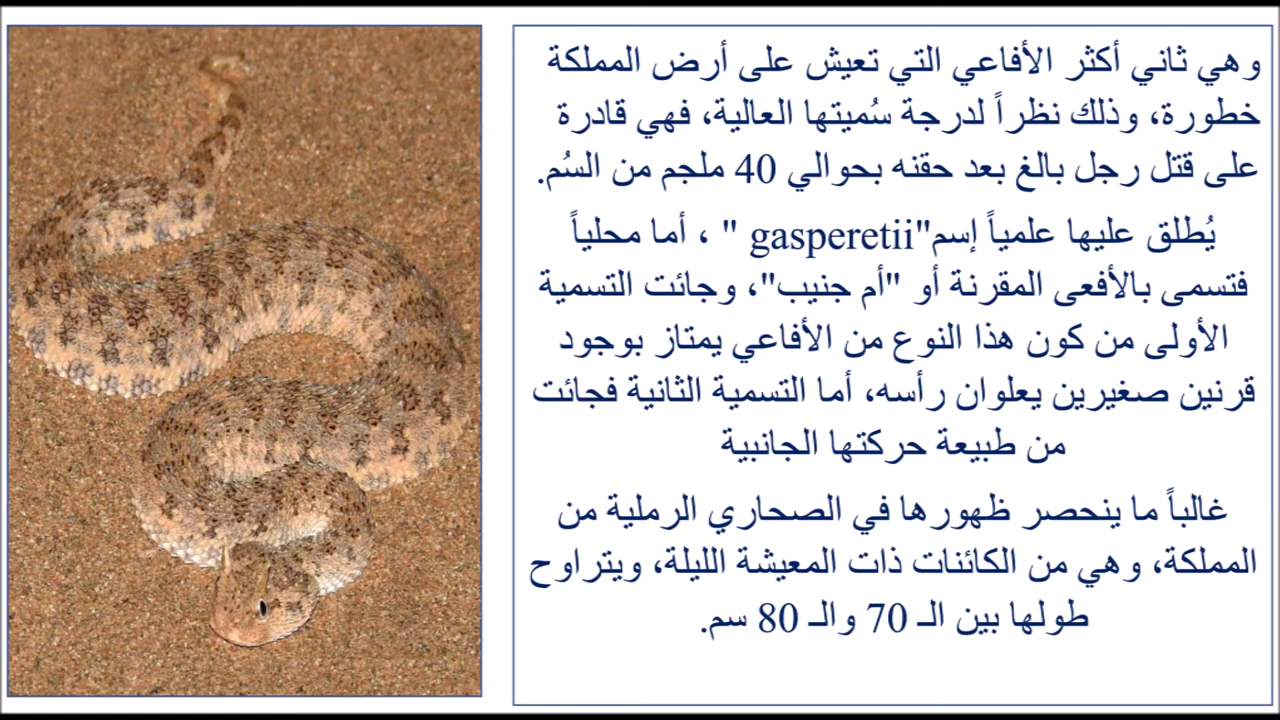 وهي ثاني أكثر الأفاعي التي تعيش على أرض المملكة
خطورة، وذلك نظراً لدرجة سُميتها العالية، فهي قادرة
على قتل رجل بالغ بعد حقنه بحوالي 40 ملجم من السُم.
يُطلق عليها علمياً إسم"gasperetii " ، أما محلياً
فتسمى بالأفعى المقرنة أو "أم جنيب"، وجائت التسمية
الأولى من كون هذا النوع من الأفاعي يمتاز بوجود
قرنين صغيرين يعلوان رأسه، أما التسمية الثانية فجائت
من طبيعة حركتها الجانبية
غالباً ما ينحصر ظهورها في الصحاري الرملية من
المملكة، وهي من الكائنات ذات المعيشة الليلة، ويتراوح
طولها بين الـ 70 والـ 80 سم.